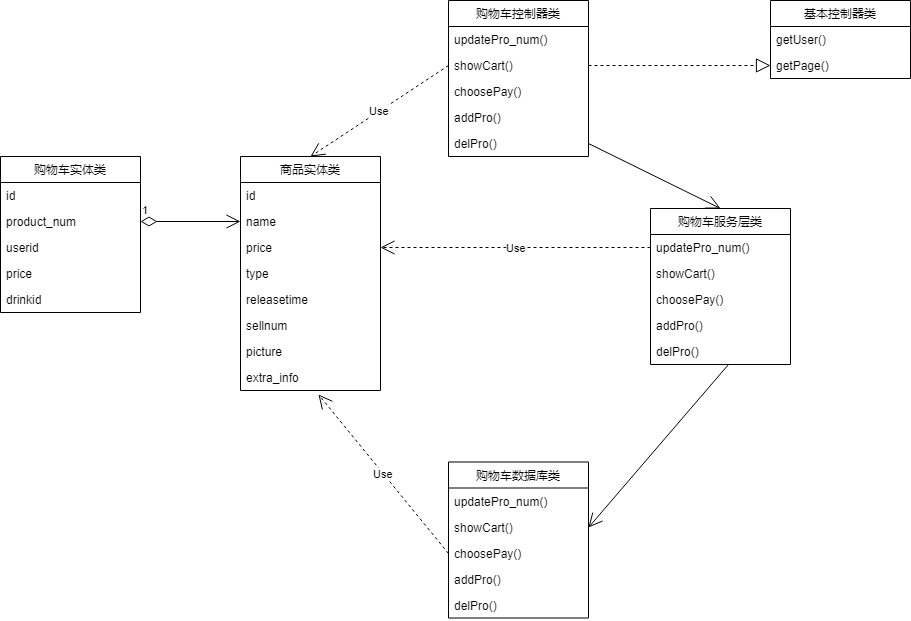 购物车控制器类
updatePro_num()
showCart()
choosePay()
addPro()
delPro()
基本控制器类
getUser()
getPage()
Use
购物车实体类
id
product_num
userid
price
drinkid
1
商品实体类
id
name
price
type
releasetime
sellnum
picture
extra_info
Use
购物车服务层类
updatePro_num()
showCart()
choosePay()
addPro()
delPro()
Use
购物车数据库类
updatePro_num()
showCart()
choosePay()
addPro()
delPro()